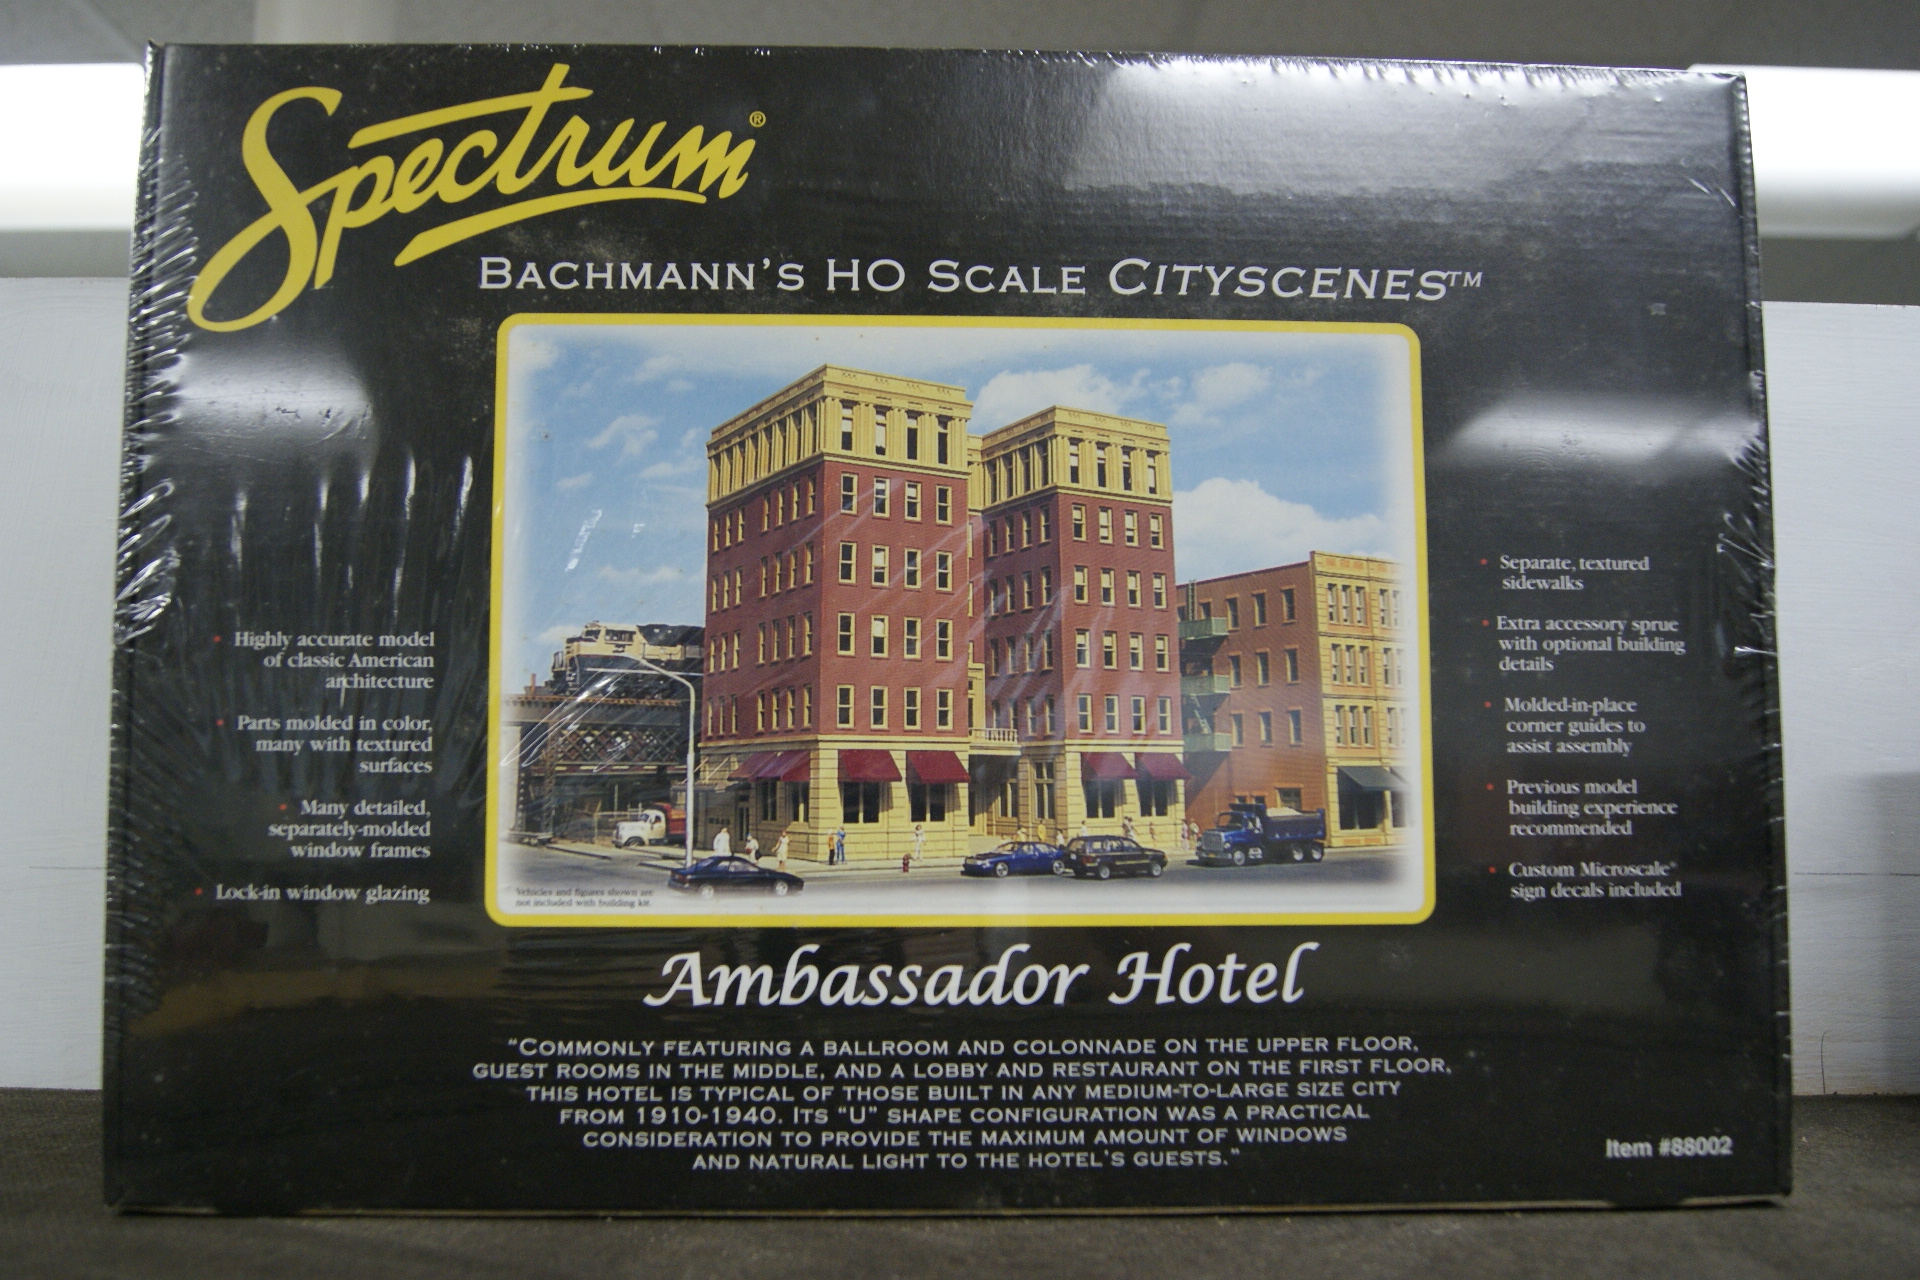 Spectrum®
BACHMANN'S HO SCALE CITYSCENES™
Highly accurate model
of classic American
architecture
Parts molded in color,
many with textured
surfaces
Many detailed,
separately-molded
window frames
Lock-in window glazing
Vehicles and figures shown are
not included with building kit.
Separate, textured
sidewalks
Extra accessory sprue
with optional building
details
Molded-in-place
corner guides to
assist assembly
Previous model
building experience
recommended
Custom Microscale®
sign decals included
Ambassador Hotel
"COMMONLY FEATURING A BALLROOM AND COLONNADE ON THE UPPER FLOOR,
GUEST ROOMS IN THE MIDDLE, AND A LOBBY AND RESTAURANT ON THE FIRST FLOOR,
THIS HOTEL IS TYPICAL OF THOSE BUILT IN ANY MEDIUM-TO-LARGE SIZE CITY
FROM 1910-1940. ITS "U" SHAPE CONFIGURATION WAS A PRACTICAL
CONSIDERATION TO PROVIDE THE MAXIMUM AMOUNT OF WINDOWS
AND NATURAL LIGHT TO THE HOTEL'S GUESTS."
Item #88002